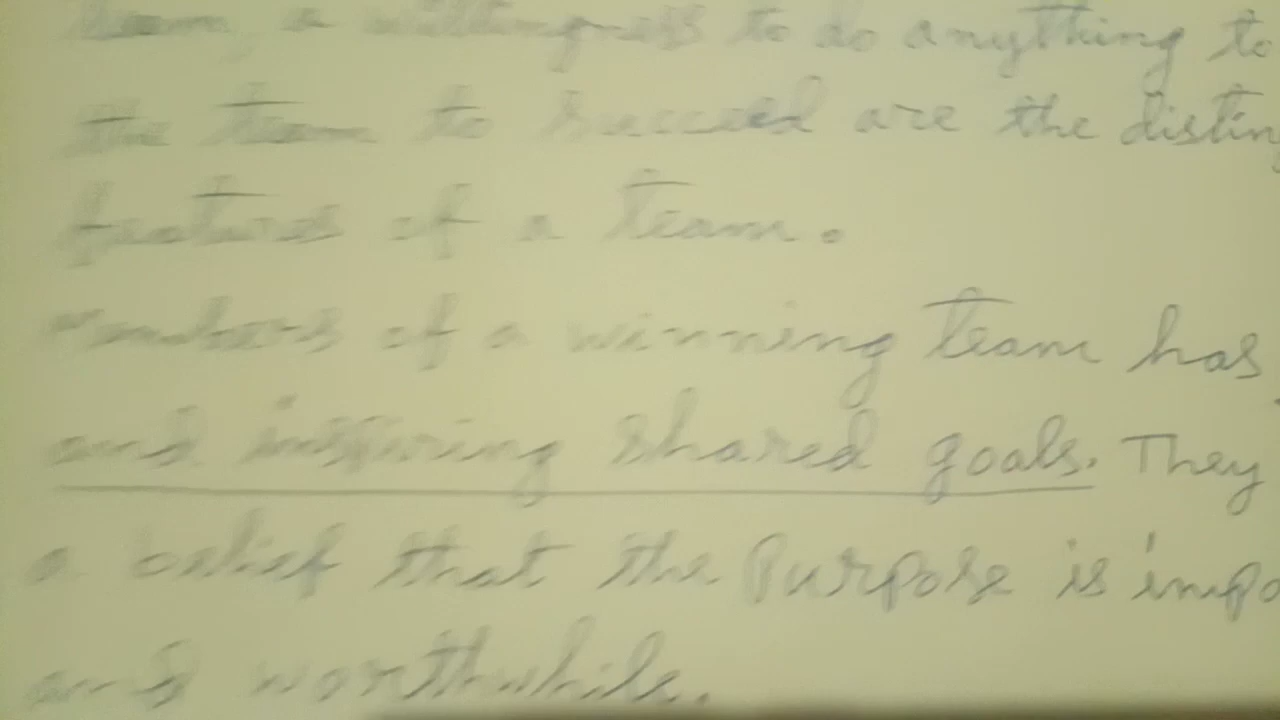 team, a willingness to do anything to
the team to succeed are the distin
features of a team.
members of a winning team has
and inspiring shared goals. They
a belief that the Purpose is impo
and worthwhile.